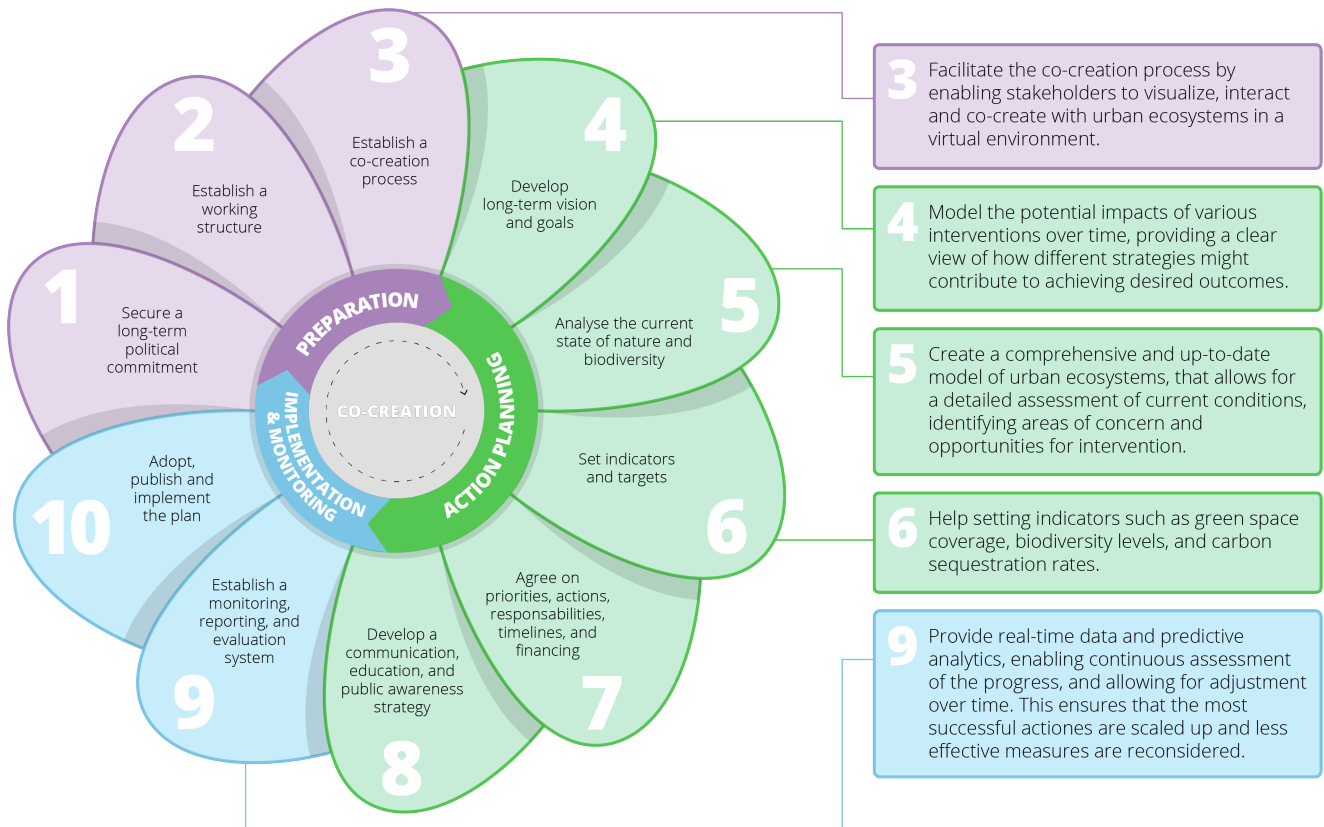 1
Secure a
long-term
political
commitment
2
Establish a
working
structure
3
Establish a
co-creation
process
4
Develop
long-term vision
and goals
5
Analyse the current
state of nature and
biodiversity
6
Set indicators
and targets
7
Agree on
priorities, actions,
responsabilities,
timelines, and
financing
8
Develop a
communication,
education, and
public awareness
strategy
9
Establish a
monitoring,
reporting, and
evaluation
system
10
Adopt,
publish and
implement
the plan
PREPARATION
ACTION PLANNING
IMPLEMENTATION
& MONITORING
CO-CREATION
3
Facilitate the co-creation process by
enabling stakeholders to visualize, interact
and co-create with urban ecosystems in a
virtual environment.
4
Model the potential impacts of various
interventions over time, providing a clear
view of how different strategies might
contribute to achieving desired outcomes.
5
Create a comprehensive and up-to-date
model of urban ecosystems, that allows for
a detailed assessment of current conditions,
identifying areas of concern and
opportunities for intervention.
6
Help setting indicators such as green space
coverage, biodiversity levels, and carbon
sequestration rates.
9
Provide real-time data and predictive
analytics, enabling continuous assessment
of the progress, and allowing for adjustment
over time. This ensures that the most
successful actione are scaled up and less
effective measures are reconsidered.